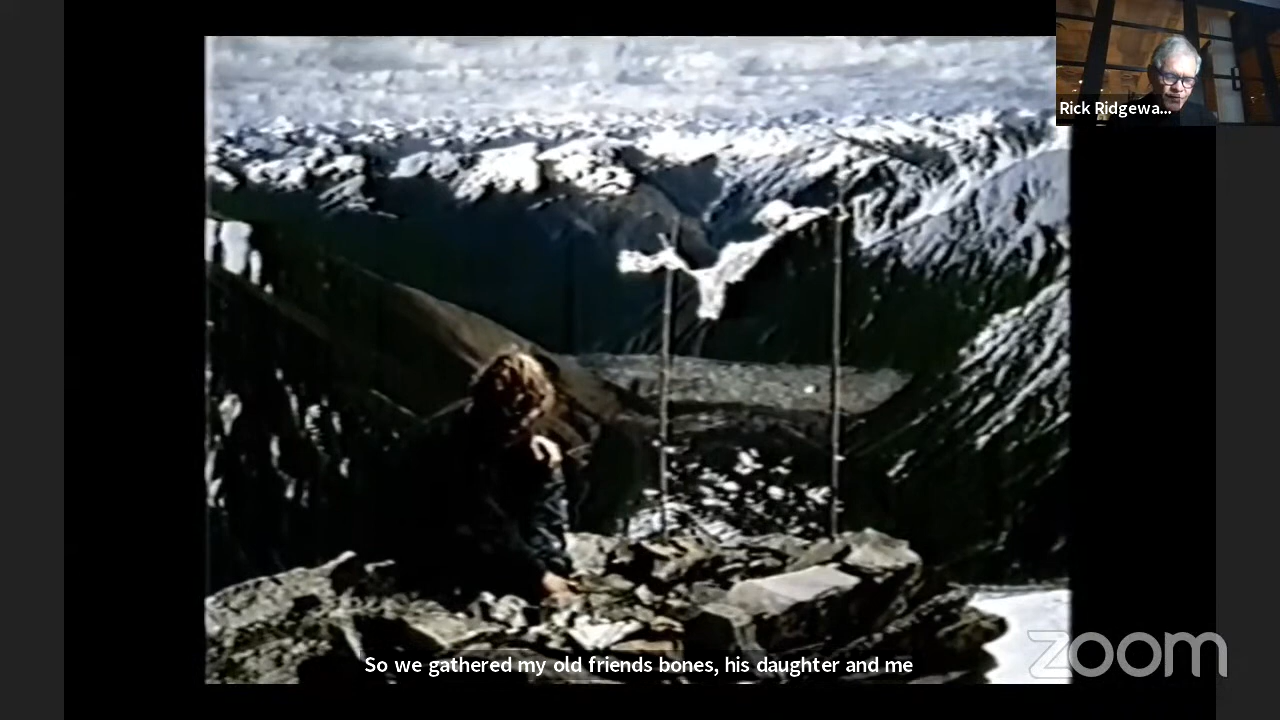 Rick Ridgewa...
So we gathered my old friends bones, his daughter and me
zoom